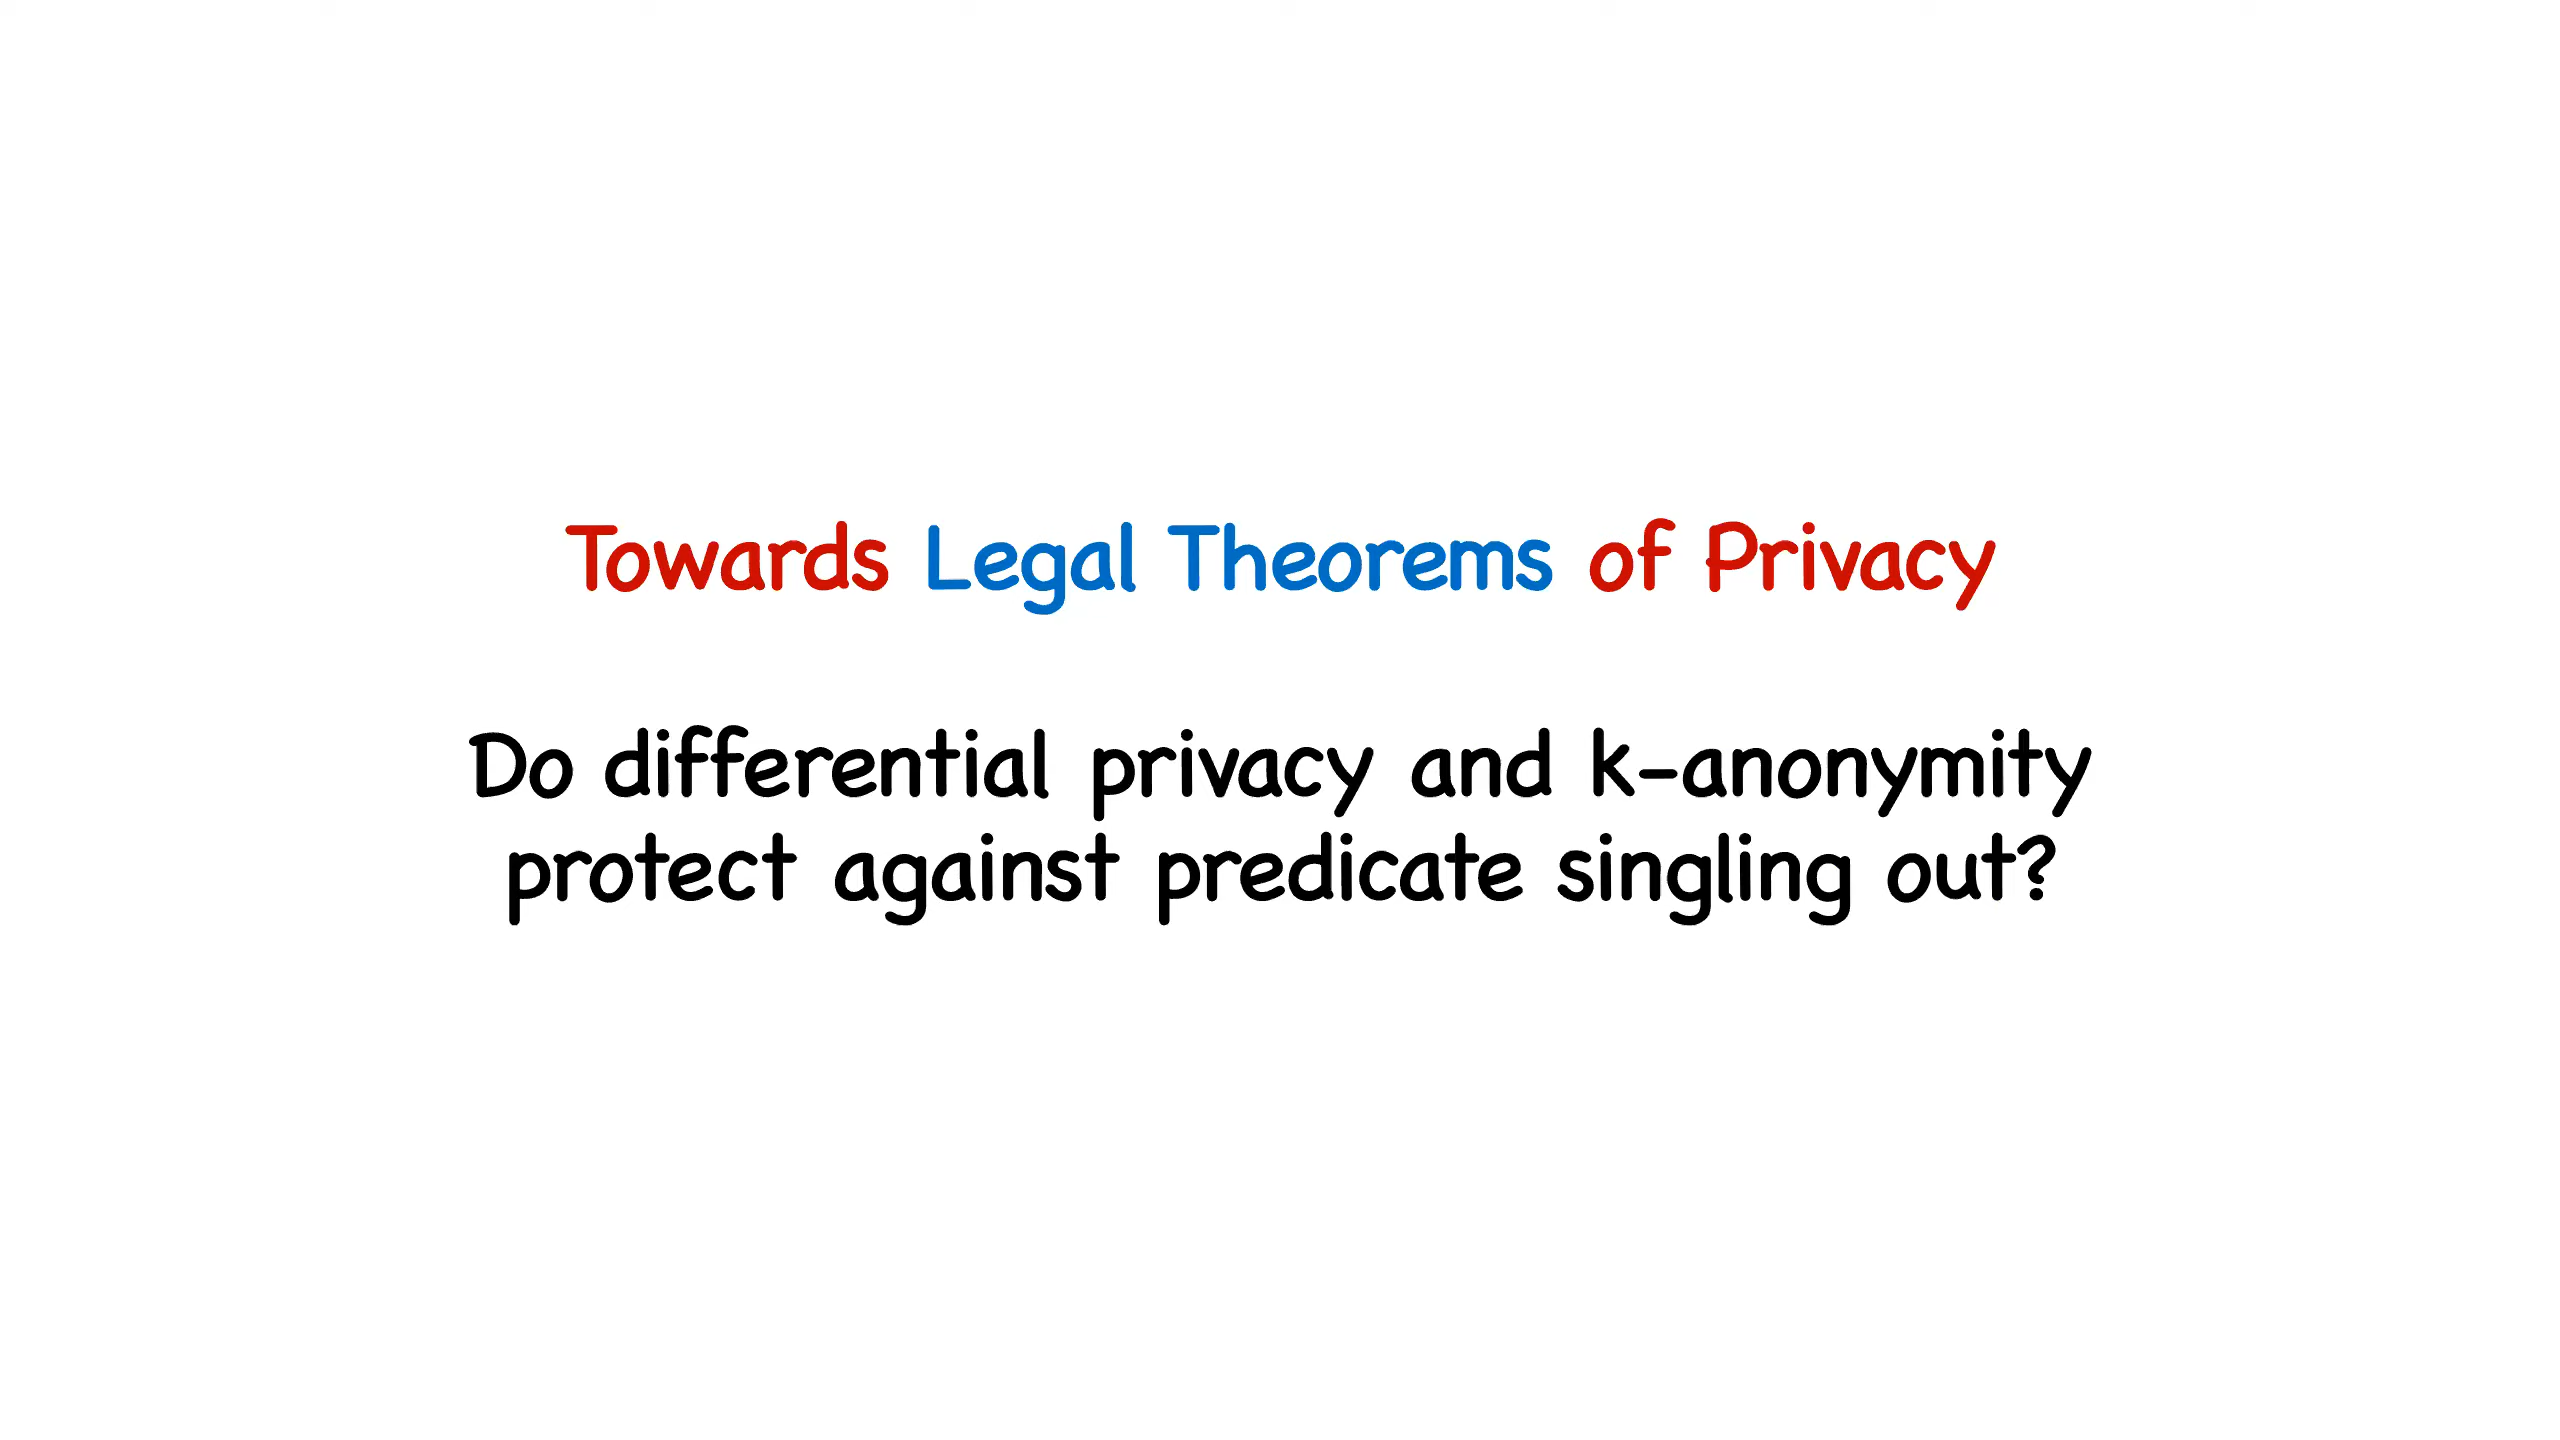 Towards Legal Theorems of Privacy
Do differential privacy and k-anonymity
protect against predicate singling out?